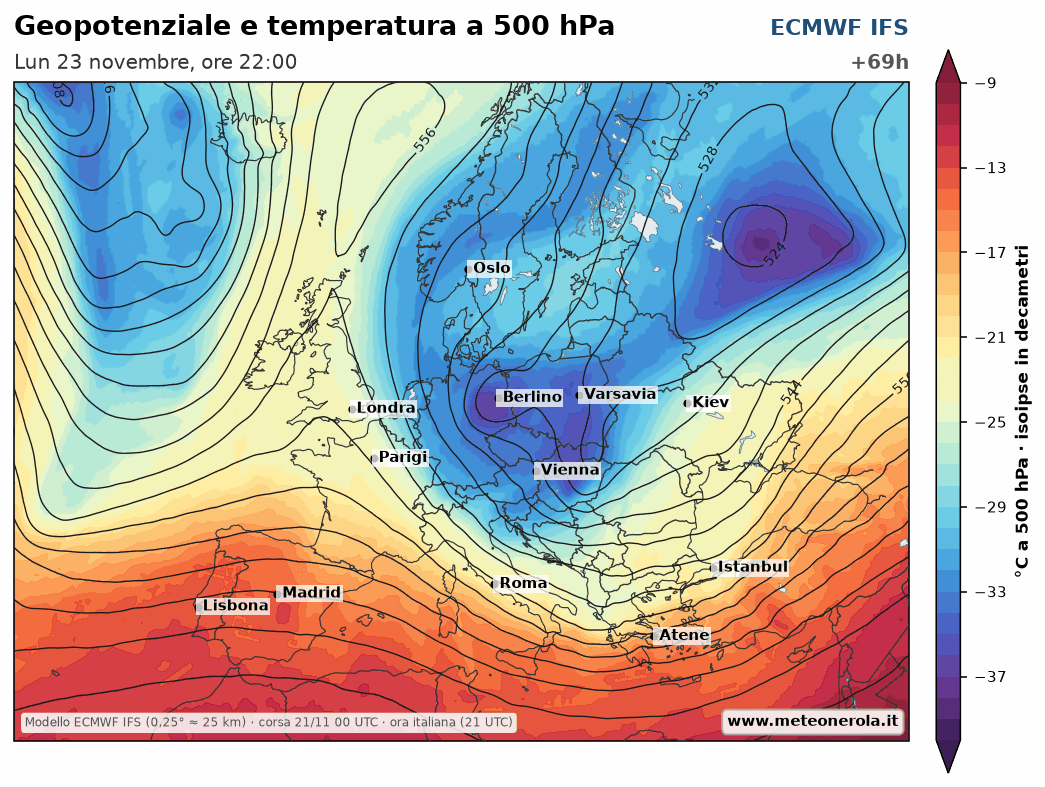 Geopotenziale e temperatura a 500 hPa
ECMWF IFS
Lun 23 novembre, ore 22:00
+69h
556
528
524
Oslo
Londra
Berlino
Varsavia
Kiev
Parigi
Vienna
Roma
Istanbul
Madrid
Lisbona
Atene
Modello ECMWF IFS (0,25° ≈ 25 km) · corsa 21/11 00 UTC · ora italiana (21 UTC)
www.meteonerola.it
−9
−13
−17
−21
−25
−29
−33
−37
°C a 500 hPa · isoipse in decametri